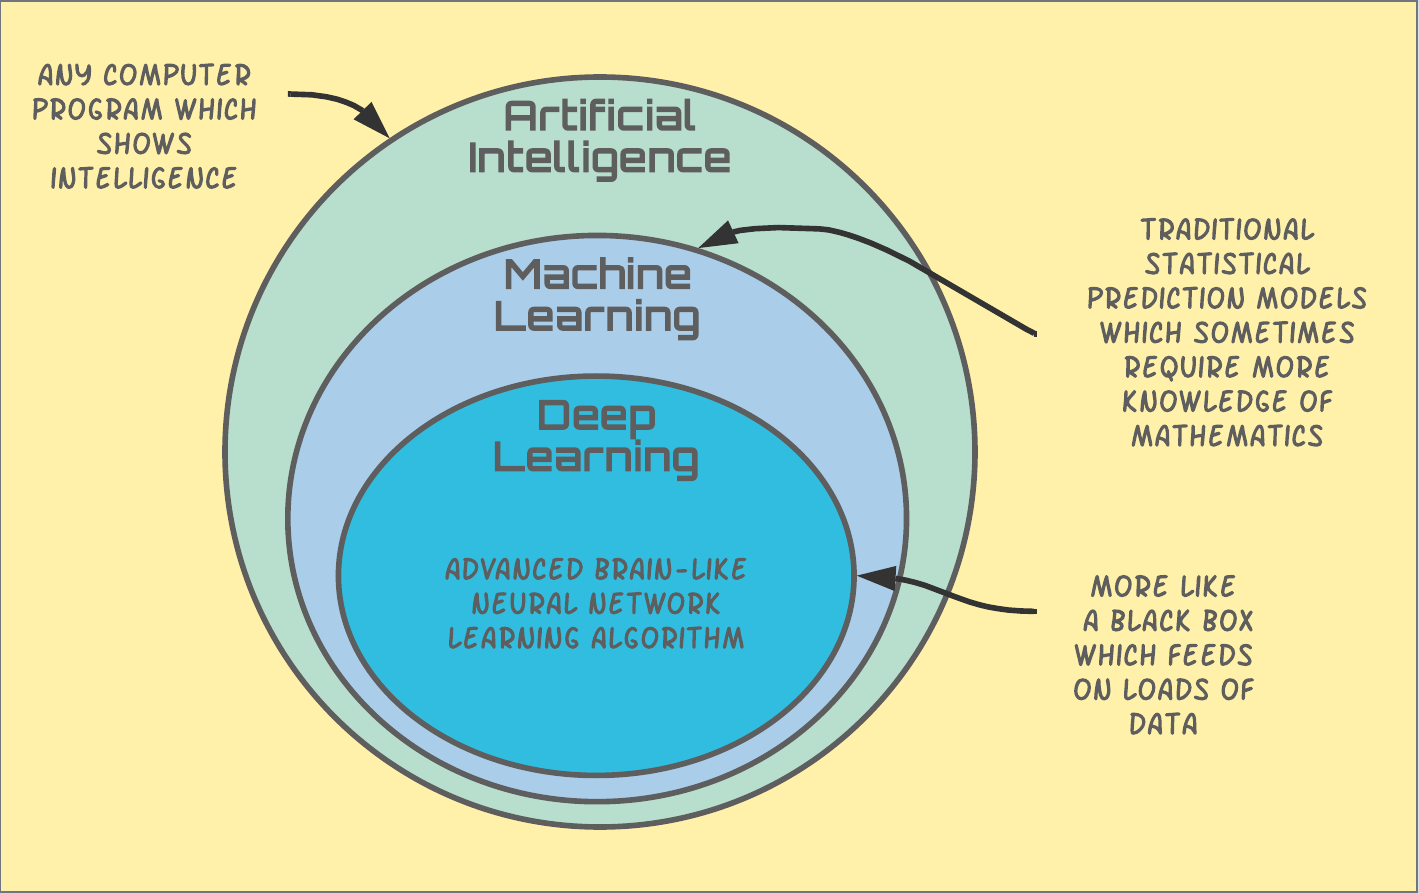 ANY COMPUTER
PROGRAM WHICH
SHOWS
INTELLIGENCE
Artificial
Intelligence
Machine
Learning
Deep
Learning
ADVANCED BRAIN-LIKE
NEURAL NETWORK
LEARNING ALGORITHM
TRADITIONAL
STATISTICAL
PREDICTION MODELS
WHICH SOMETIMES
REQUIRE MORE
KNOWLEDGE OF
MATHEMATICS
MORE LIKE
A BLACK BOX
WHICH FEEDS
ON LOADS OF
DATA